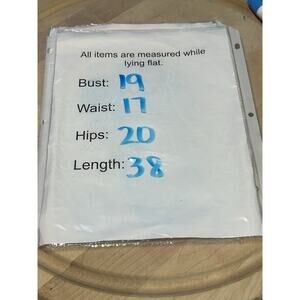 All items are measured while
lying flat.
Bust: 19
Waist: 17
Hips: 20
Length: 38